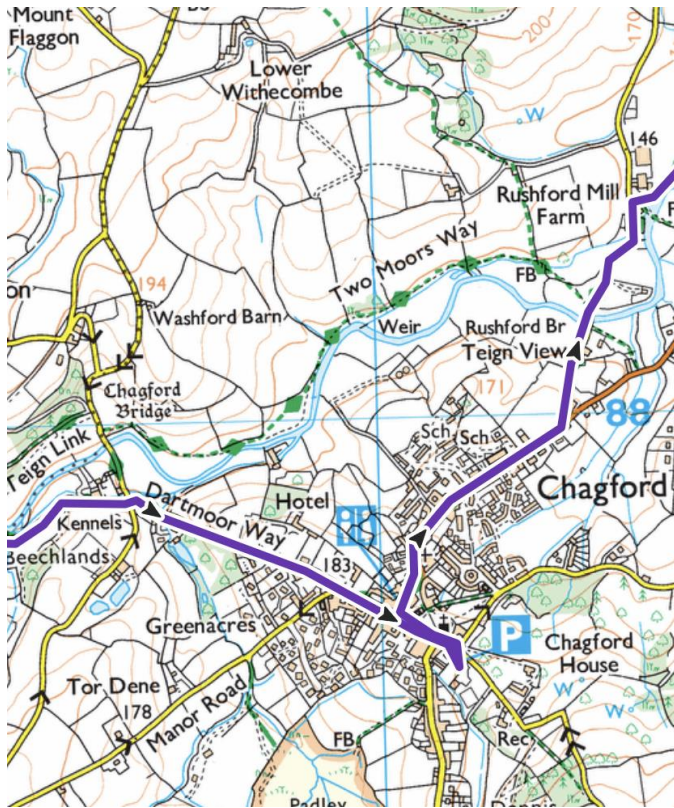 Mount
Flaggon
Lower
Withecombe
200
170
W
146
Rushford Mill
Farm
Two Moors Way
FB
194
Washford Barn
Weir
Rushford Br
Teign View
Chagford
Bridge
171
88
Sch
Sch
Teign Link
Chagford
Hotel
Dartmoor Way
Kennels
Beechlands
183
Greenacres
P
Chagford
House
Tor Dene
178
Manor Road
W
W
FB
Rec
Padley